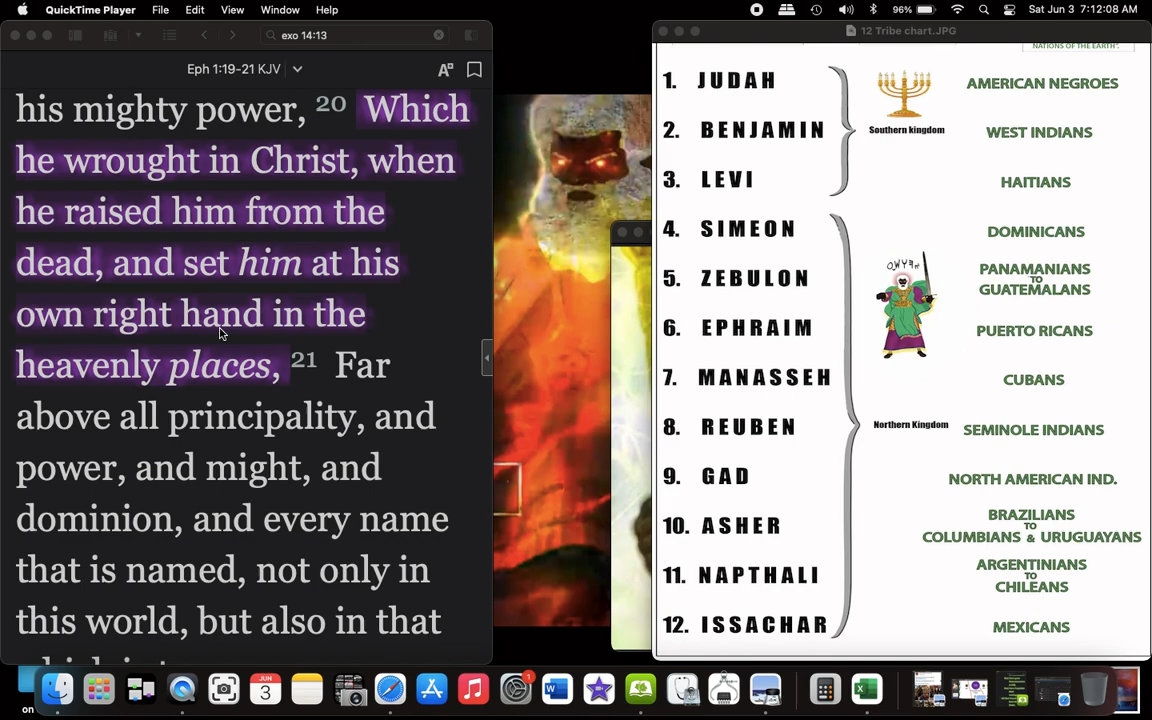 QuickTime Player File Edit View Window Help
96% Sat Jun 3 7:12:08 AM
exo 14:13
Eph 1:19-21 KJV
his mighty power, 20 Which
he wrought in Christ, when
he raised him from the
dead, and set him at his
own right hand in the
heavenly places, 21 Far
above all principality, and
power, and might, and
dominion, and every name
that is named, not only in
this world, but also in that
12 Tribe chart.JPG
NATIONS OF THE EARTH".
1. JUDAH
2. BENJAMIN
3. LEVI
Southern kingdom
AMERICAN NEGROES
WEST INDIANS
HAITIANS
4. SIMEON
5. ZEBULON
6. EPHRAIM
7. MANASSEH
8. REUBEN
9. GAD
10. ASHER
11. NAPTHALI
12. ISSACHAR
Northern Kingdom
DOMINICANS
PANAMANIANS
TO
GUATEMALANS
PUERTO RICANS
CUBANS
SEMINOLE INDIANS
NORTH AMERICAN IND.
BRAZILIANS
TO
COLUMBIANS & URUGUAYANS
ARGENTINIANS
TO
CHILEANS
MEXICANS
on
JUN
3
1